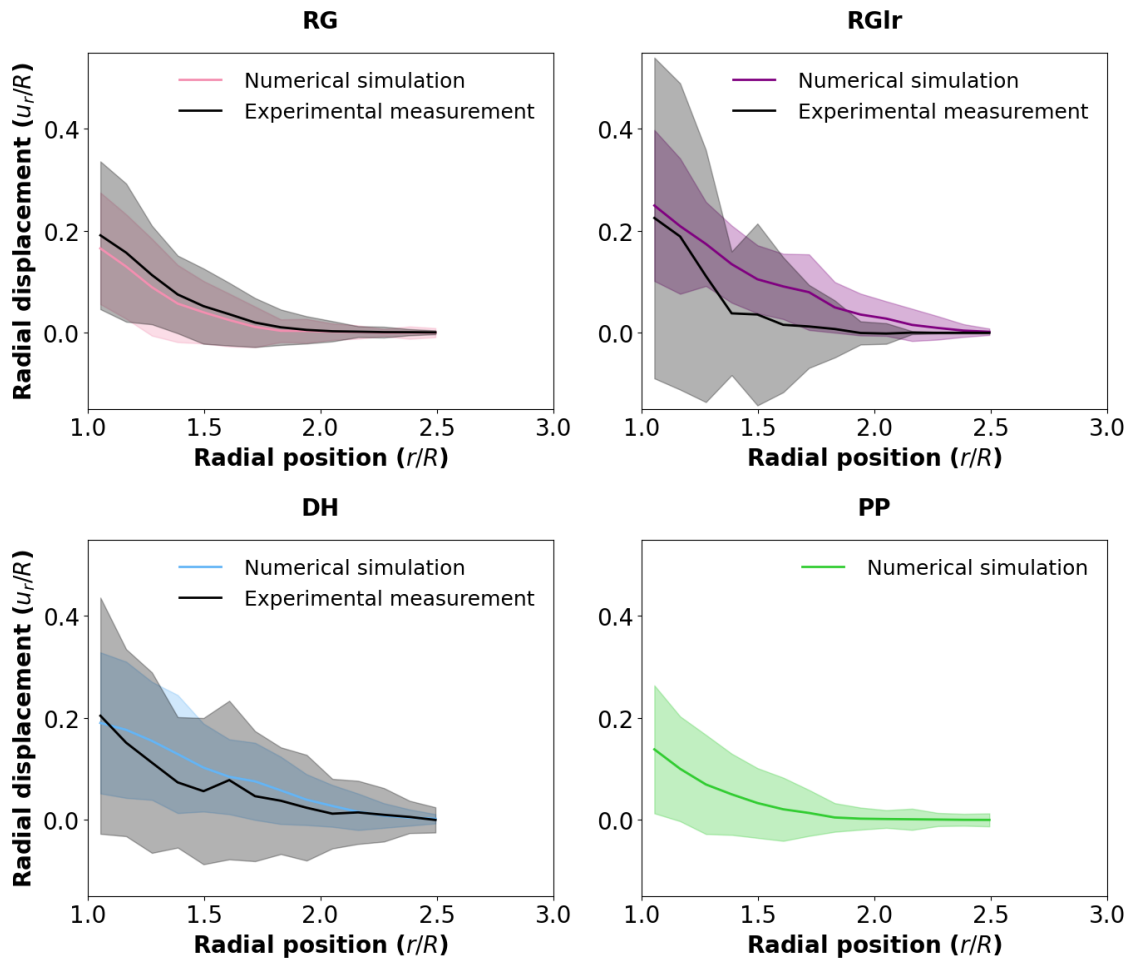 RG
Numerical simulation
Experimental measurement
Radial displacement (u_r/R)
0.4
0.2
0.0
1.0 1.5 2.0 2.5 3.0
Radial position (r/R)
RGlr
Numerical simulation
Experimental measurement
0.4
0.2
0.0
1.0 1.5 2.0 2.5 3.0
Radial position (r/R)
DH
Numerical simulation
Experimental measurement
Radial displacement (u_r/R)
0.4
0.2
0.0
1.0 1.5 2.0 2.5 3.0
Radial position (r/R)
PP
Numerical simulation
0.4
0.2
0.0
1.0 1.5 2.0 2.5 3.0
Radial position (r/R)